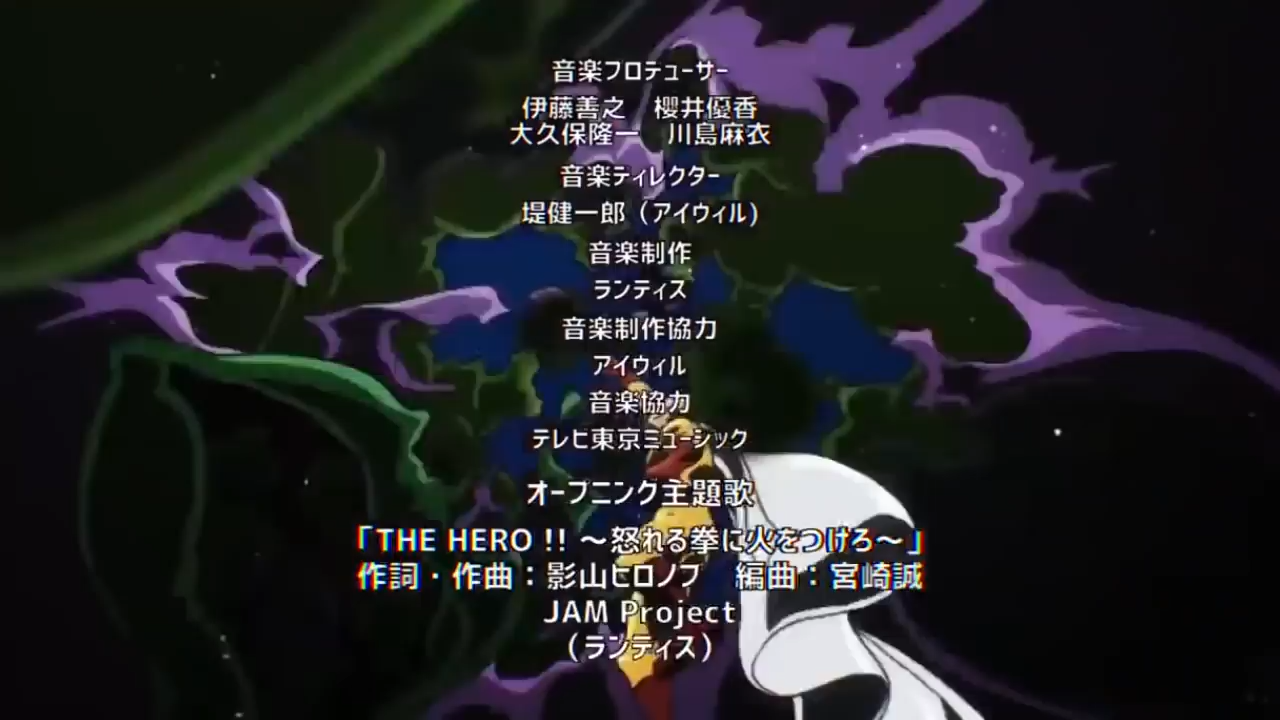 音楽プロデューサー
伊藤善之　櫻井優香
大久保隆一　川島麻衣
音楽ディレクター
堤健一郎（アイウィル）
音楽制作
ランティス
音楽制作協力
アイウィル
音楽協力
テレビ東京ミュージック
オープニング主題歌
「THE HERO !! ～怒れる拳に火をつけろ～」
作詞・作曲：影山ヒロノブ　編曲：宮崎誠
JAM Project
（ランティス）